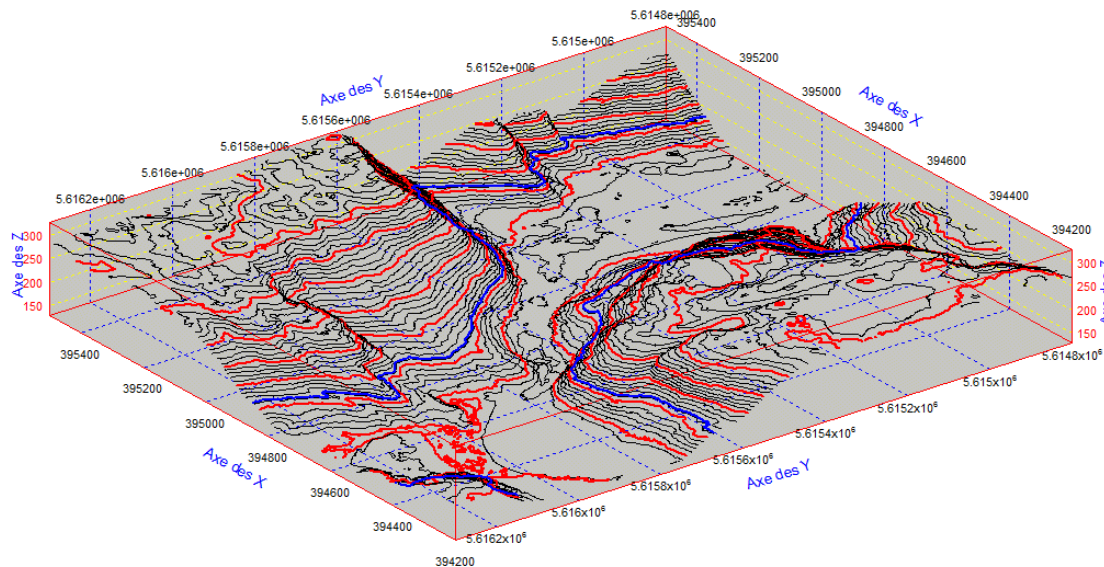 5.6148e+006
395400
5.615e+006
395200
5.6152e+006
Axe des Y
Axe des X
395000
5.6154e+006
394800
5.6156e+006
394600
5.6158e+006
394400
5.616e+006
394200
5.6162e+006
300
250
200
150
Axe des Z
300
250
200
150
5.6148x10⁶
395400
5.615x10⁶
395200
5.6152x10⁶
395000
5.6154x10⁶
Axe des X
394800
5.6156x10⁶
Axe des Y
394600
5.6158x10⁶
394400
5.616x10⁶
5.6162x10⁶
394200